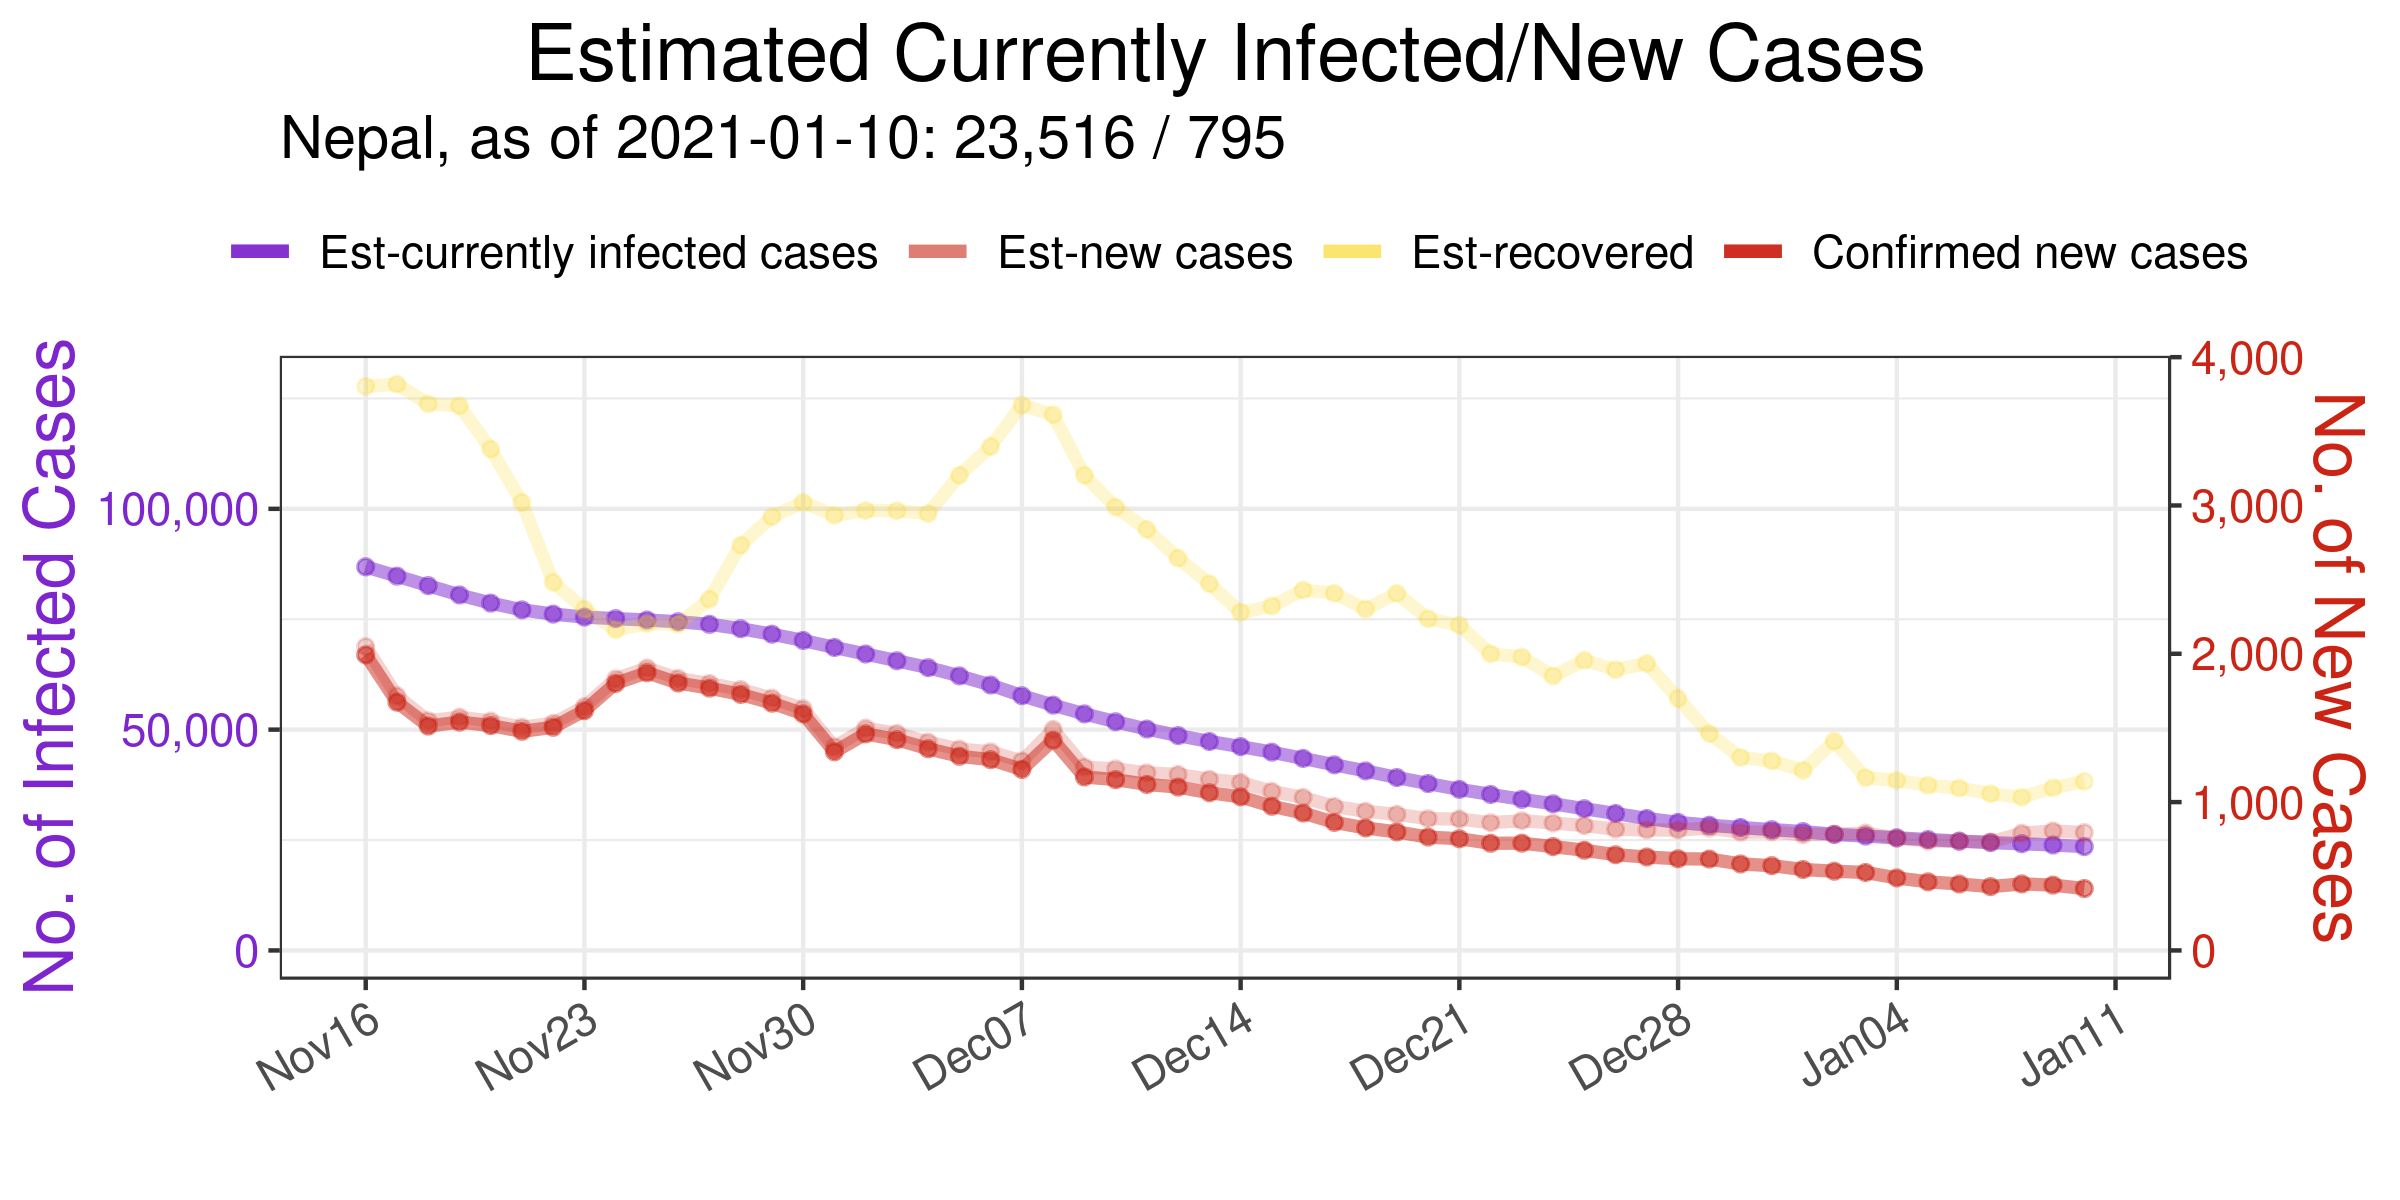 Estimated Currently Infected/New Cases
Nepal, as of 2021-01-10: 23,516 / 795
Est-currently infected cases Est-new cases Est-recovered Confirmed new cases
No. of Infected Cases
100,000
50,000
0
4,000
3,000
2,000
1,000
0
No. of New Cases
Nov16 Nov23 Nov30 Dec07 Dec14 Dec21 Dec28 Jan04 Jan11